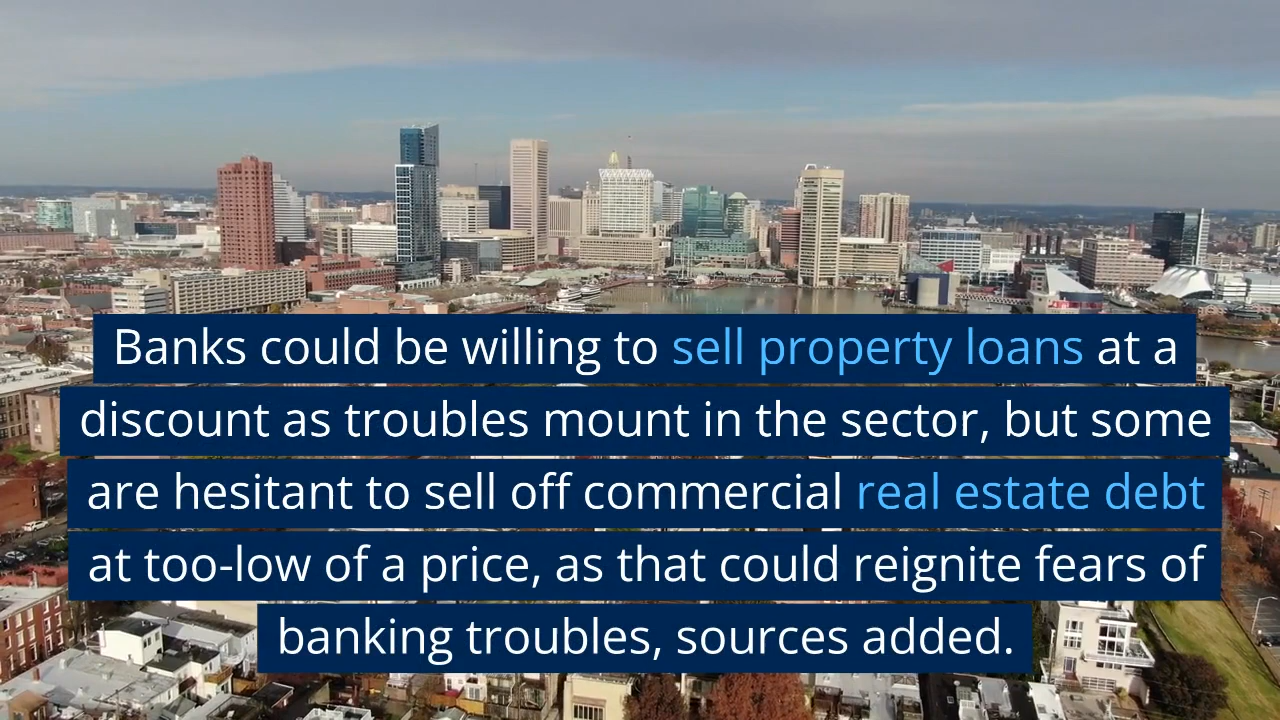 Banks could be willing to sell property loans at a
discount as troubles mount in the sector, but some
are hesitant to sell off commercial real estate debt
at too-low of a price, as that could reignite fears of
banking troubles, sources added.